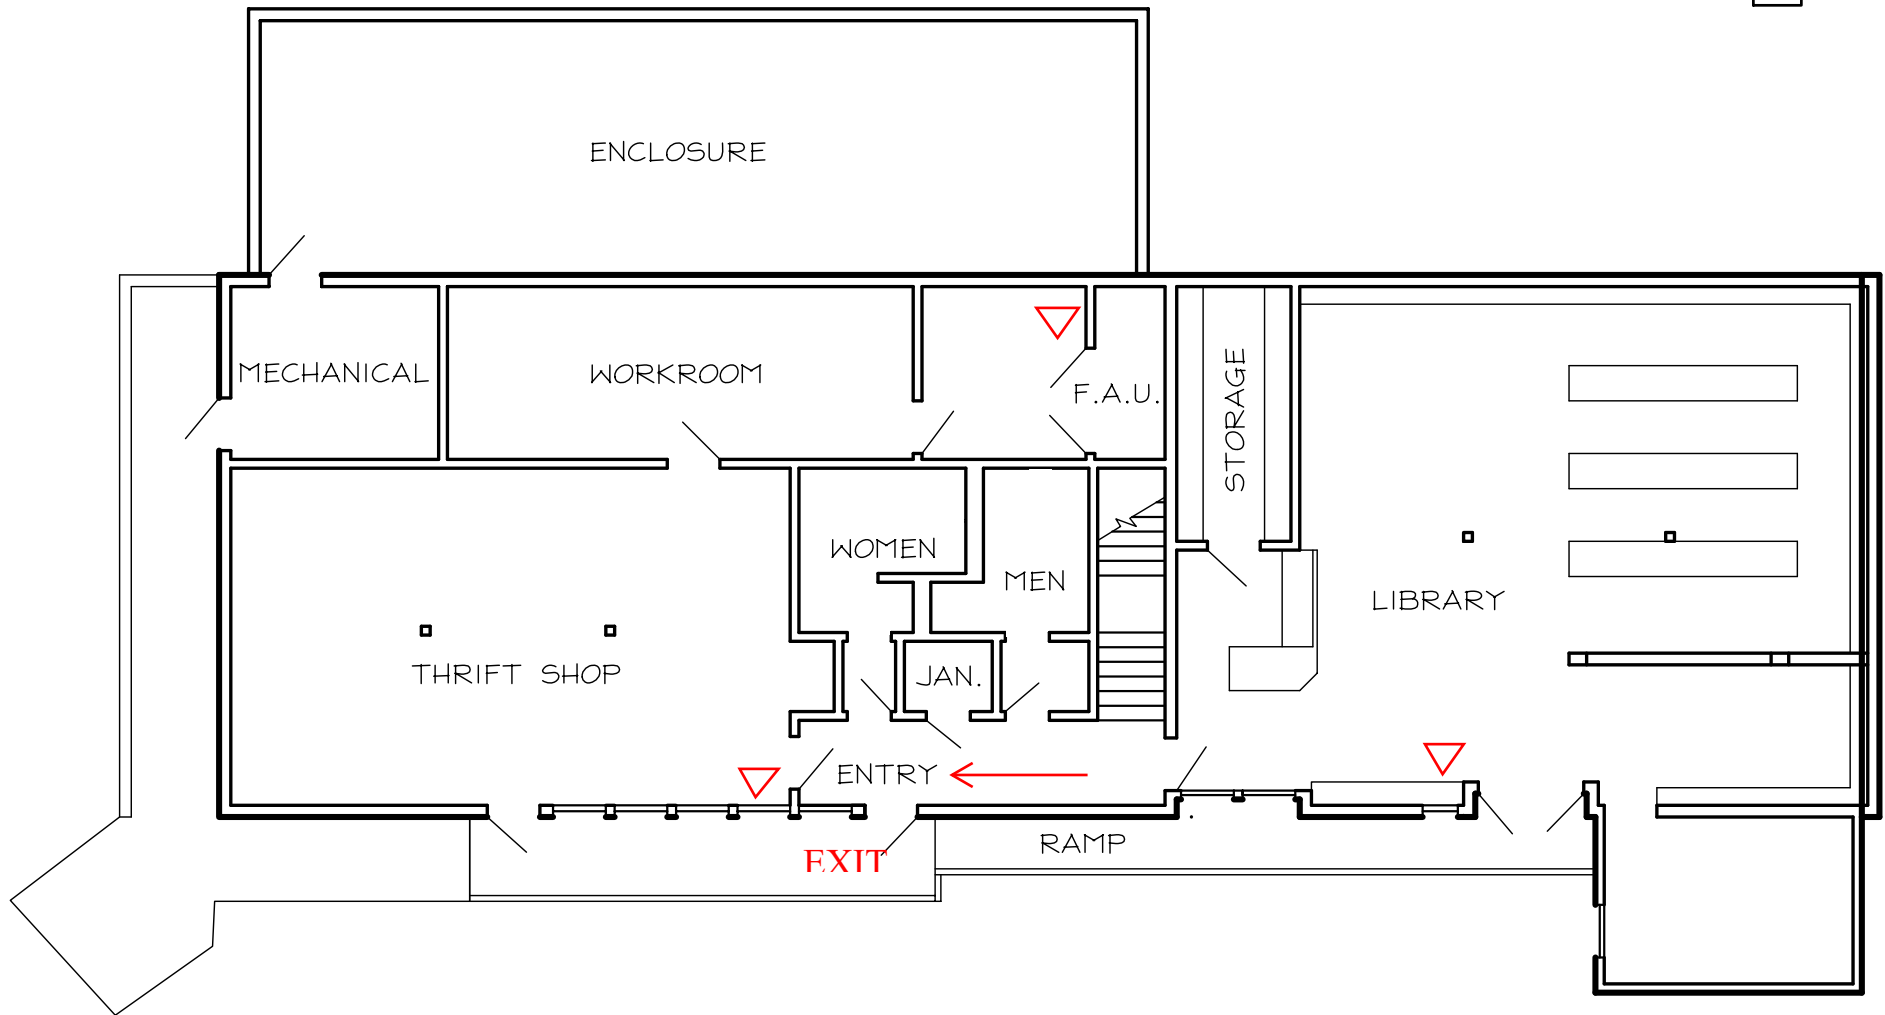 ENCLOSURE
MECHANICAL
WORKROOM
F.A.U.
STORAGE
WOMEN
MEN
LIBRARY
THRIFT SHOP
JAN.
ENTRY
RAMP
EXIT